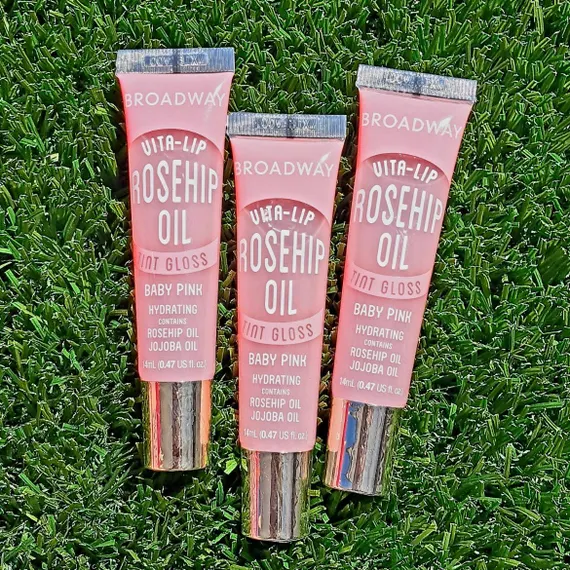 BROADWAY
VITA-LIP
ROSEHIP
OIL
TINT GLOSS
BABY PINK
HYDRATING
CONTAINS
ROSEHIP OIL
JOJOBA OIL
14mL (0.47 US fl. oz)
BROADWAY
VITA-LIP
ROSEHIP
OIL
TINT GLOSS
BABY PINK
HYDRATING
CONTAINS
ROSEHIP OIL
JOJOBA OIL
14mL (0.47 US fl. oz)
BROADWAY
VITA-LIP
ROSEHIP
OIL
TINT GLOSS
BABY PINK
HYDRATING
CONTAINS
ROSEHIP OIL
JOJOBA OIL
14mL (0.47 US fl. oz)